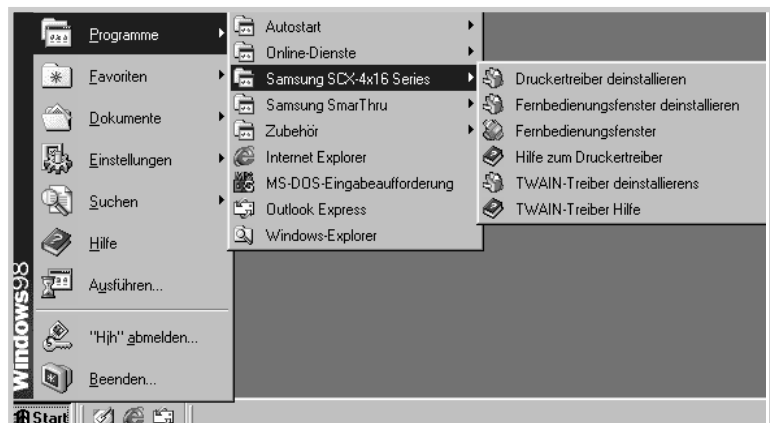 Programme
Favoriten
Dokumente
Einstellungen
Suchen
Hilfe
Ausführen...
"Hjh" abmelden...
Beenden...
Windows98
Start
Autostart
Online-Dienste
Samsung SCX-4x16 Series
Samsung SmarThru
Zubehör
Internet Explorer
MS-DOS-Eingabeaufforderung
Outlook Express
Windows-Explorer
Druckertreiber deinstallieren
Fernbedienungsfenster deinstallieren
Fernbedienungsfenster
Hilfe zum Druckertreiber
TWAIN-Treiber deinstallierens
TWAIN-Treiber Hilfe